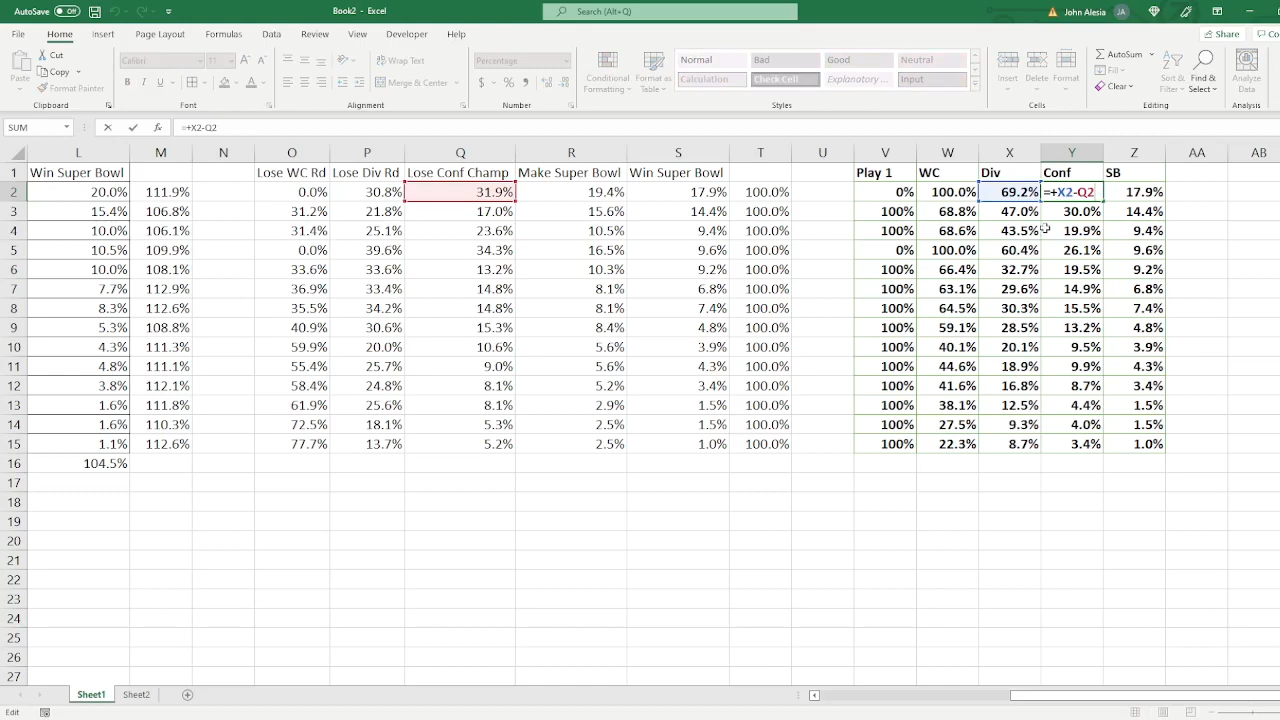 AutoSave Off Book2 - Excel Search (Alt+Q) John Alesia JA
File Home Insert Page Layout Formulas Data Review View Developer Help Share Co
Paste Cut Copy Format Painter Calibri 11 B I U Wrap Text Merge & Center Percentage $ % Conditional Formatting Format as Table Normal Bad Good Neutral Calculation Check Cell Explanatory ... Input Insert Delete Format AutoSum Fill Clear Sort & Filter Find & Select Analyze Data
Clipboard Font Alignment Number Styles Cells Editing Analysis
SUM fx =+X2-Q2
L M N O P Q R S T U V W X Y Z AA AB
1 Win Super Bowl Lose WC Rd Lose Div Rd Lose Conf Champ Make Super Bowl Win Super Bowl Play 1 WC Div Conf SB
2 20.0% 111.9% 0.0% 30.8% 31.9% 19.4% 17.9% 100.0% 0% 100.0% 69.2% =+X2-Q2 17.9%
3 15.4% 106.8% 31.2% 21.8% 17.0% 15.6% 14.4% 100.0% 100% 68.8% 47.0% 30.0% 14.4%
4 10.0% 106.1% 31.4% 25.1% 23.6% 10.5% 9.4% 100.0% 100% 68.6% 43.5% 19.9% 9.4%
5 10.5% 109.9% 0.0% 39.6% 34.3% 16.5% 9.6% 100.0% 0% 100.0% 60.4% 26.1% 9.6%
6 10.0% 108.1% 33.6% 33.6% 13.2% 10.3% 9.2% 100.0% 100% 66.4% 32.7% 19.5% 9.2%
7 7.7% 112.9% 36.9% 33.4% 14.8% 8.1% 6.8% 100.0% 100% 63.1% 29.6% 14.9% 6.8%
8 8.3% 112.6% 35.5% 34.2% 14.8% 8.1% 7.4% 100.0% 100% 64.5% 30.3% 15.5% 7.4%
9 5.3% 108.8% 40.9% 30.6% 15.3% 8.4% 4.8% 100.0% 100% 59.1% 28.5% 13.2% 4.8%
10 4.3% 111.3% 59.9% 20.0% 10.6% 5.6% 3.9% 100.0% 100% 40.1% 20.1% 9.5% 3.9%
11 4.8% 111.1% 55.4% 25.7% 9.0% 5.6% 4.3% 100.0% 100% 44.6% 18.9% 9.9% 4.3%
12 3.8% 112.1% 58.4% 24.8% 8.1% 5.2% 3.4% 100.0% 100% 41.6% 16.8% 8.7% 3.4%
13 1.6% 111.8% 61.9% 25.6% 8.1% 2.9% 1.5% 100.0% 100% 38.1% 12.5% 4.4% 1.5%
14 1.6% 110.3% 72.5% 18.1% 5.3% 2.5% 1.5% 100.0% 100% 27.5% 9.3% 4.0% 1.5%
15 1.1% 112.6% 77.7% 13.7% 5.2% 2.5% 1.0% 100.0% 100% 22.3% 8.7% 3.4% 1.0%
16 104.5%
17
18
19
20
21
22
23
24
25
26
27
Sheet1 Sheet2
Edit